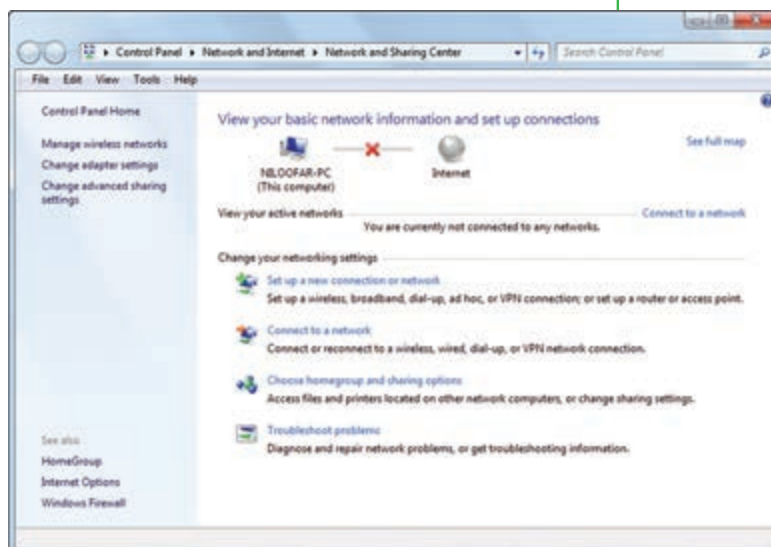 Control Panel ▸ Network and Internet ▸ Network and Sharing Center
Search Control Panel
File Edit View Tools Help
Control Panel Home
Manage wireless networks
Change adapter settings
Change advanced sharing
settings
See also
HomeGroup
Internet Options
Windows Firewall
View your basic network information and set up connections
See full map
NILOOFAR-PC
(This computer)
Internet
View your active networks
Connect to a network
You are currently not connected to any networks.
Change your networking settings
Set up a new connection or network
Set up a wireless, broadband, dial-up, ad hoc, or VPN connection; or set up a router or access point.
Connect to a network
Connect or reconnect to a wireless, wired, dial-up, or VPN network connection.
Choose homegroup and sharing options
Access files and printers located on other network computers, or change sharing settings.
Troubleshoot problems
Diagnose and repair network problems, or get troubleshooting information.